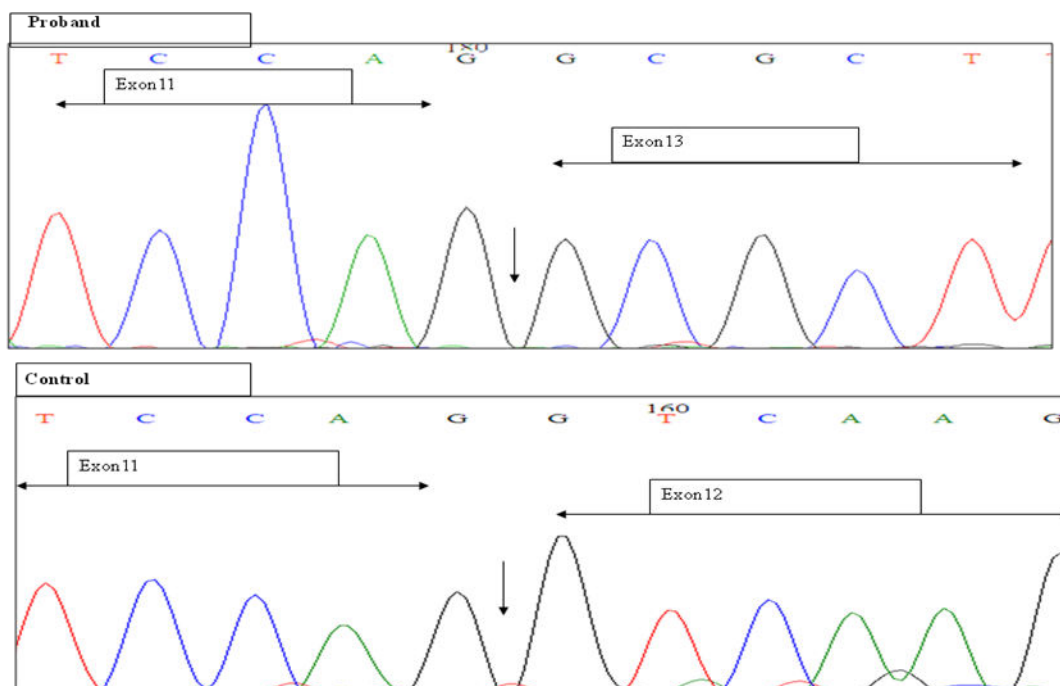 Proband
180
T C C A G G C G C T
Exon11
Exon13
Control
160
T C C A G G T C A A G
Exon11
Exon12